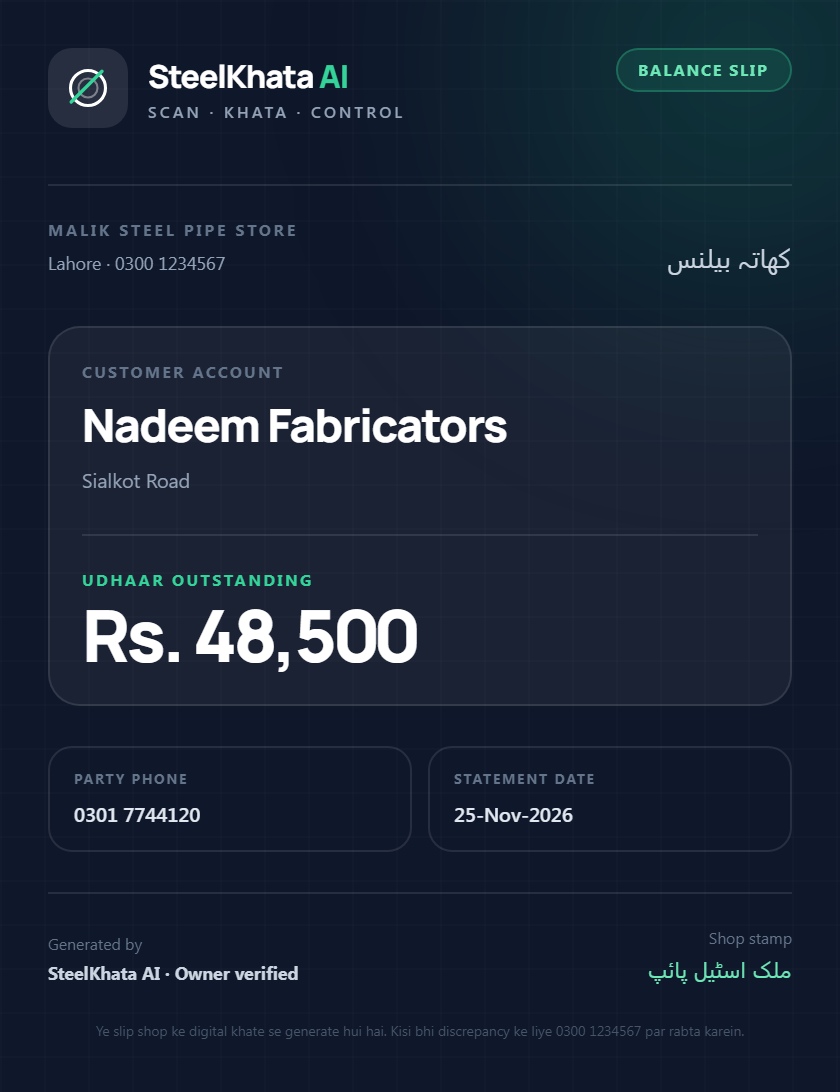 SteelKhata AI
SCAN · KHATA · CONTROL
BALANCE SLIP
MALIK STEEL PIPE STORE
Lahore · 0300 1234567
کھاتہ بیلنس
CUSTOMER ACCOUNT
Nadeem Fabricators
Sialkot Road
UDHAAR OUTSTANDING
Rs. 48,500
PARTY PHONE
0301 7744120
STATEMENT DATE
25-Nov-2026
Generated by
SteelKhata AI · Owner verified
Shop stamp
ملک اسٹیل پائپ
Ye slip shop ke digital khate se generate hui hai. Kisi bhi discrepancy ke liye 0300 1234567 par rabta karein.